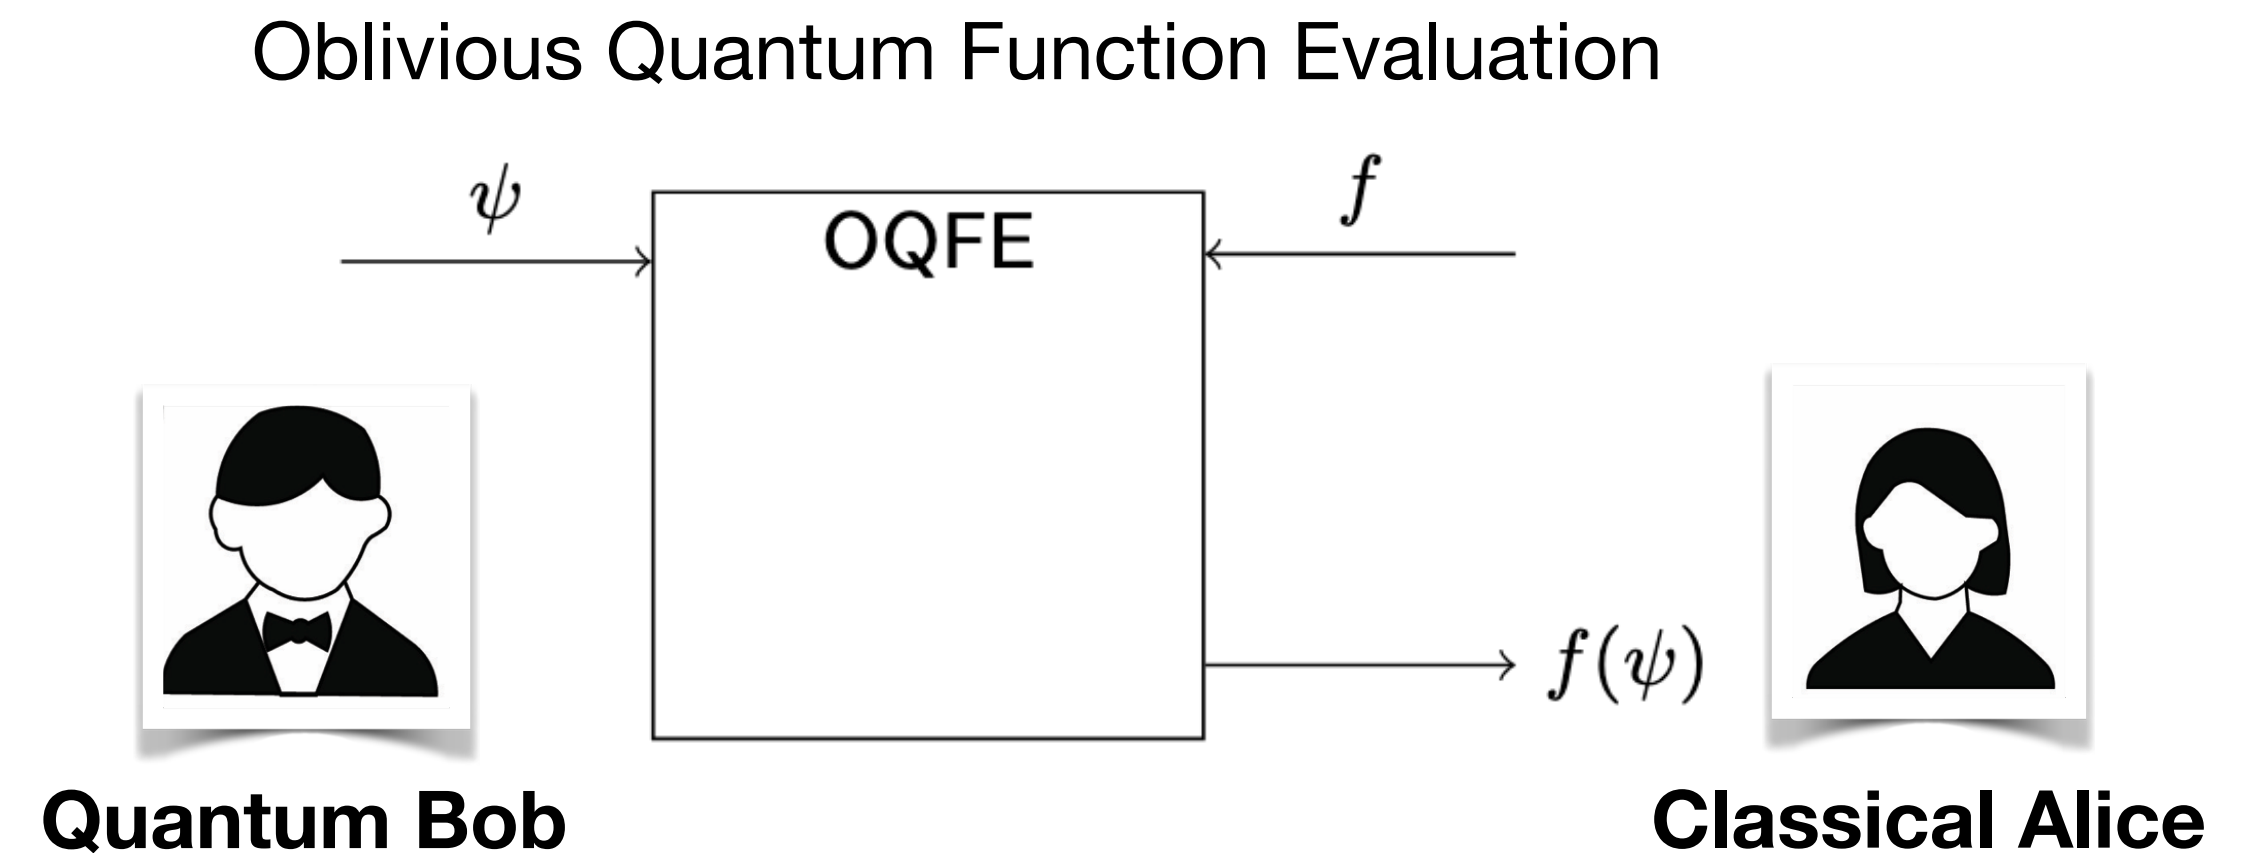 Oblivious Quantum Function Evaluation
ψ
f
OQFE
f(ψ)
Quantum Bob
Classical Alice